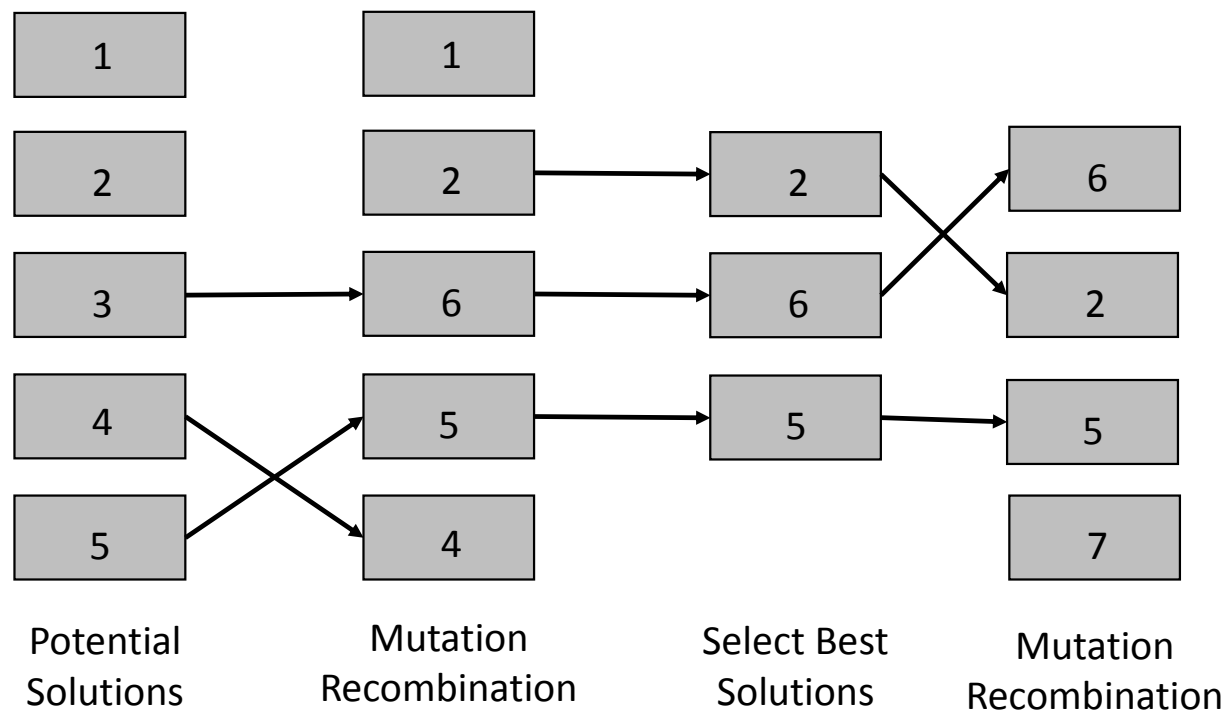 1
2
3
4
5
Potential
Solutions
1
2
6
5
4
Mutation
Recombination
2
6
5
Select Best
Solutions
6
2
5
7
Mutation
Recombination